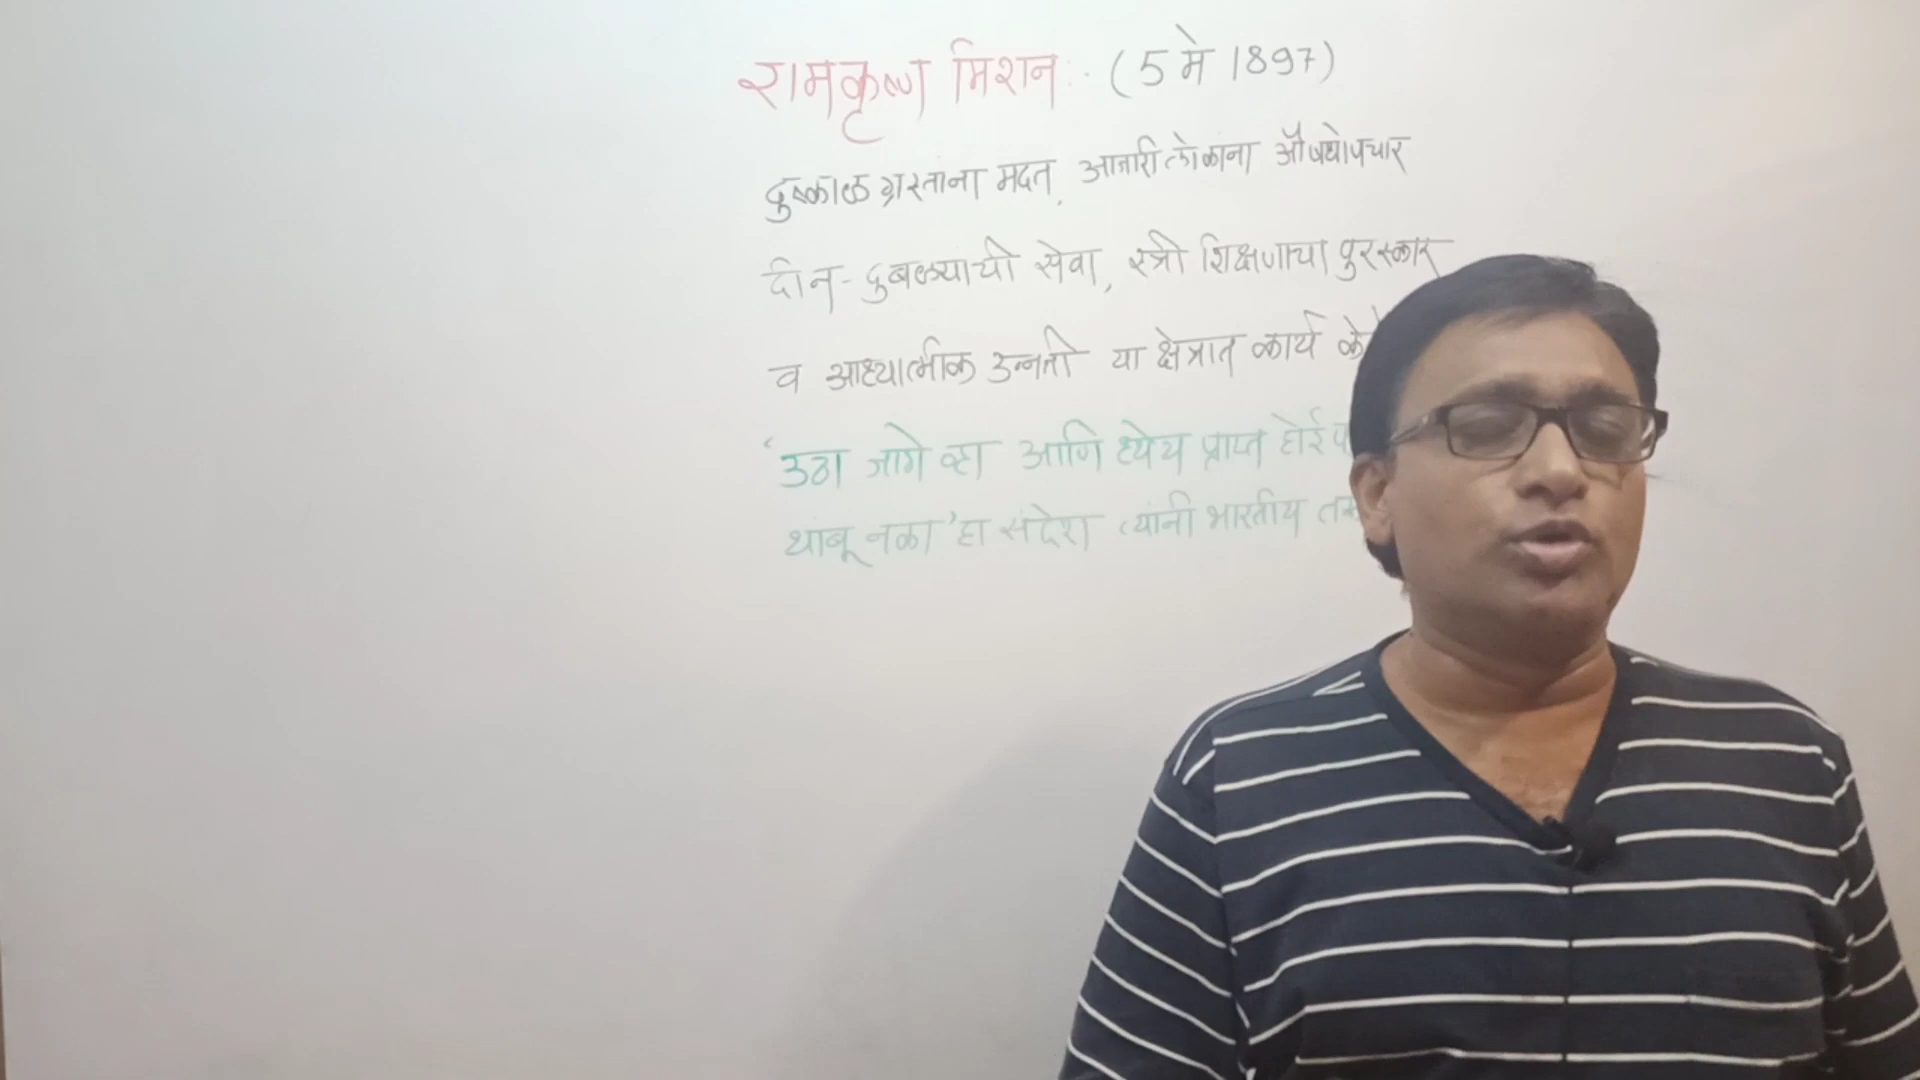 रामकृष्ण मिशन :- (5 मे 1897)
दुष्काळ ग्रस्तांना मदत, आजारी लोकांना औषधोपचार
दीन-दुबळ्यांची सेवा, स्त्री शिक्षणाचा पुरस्कार
व आध्यात्मीक उन्नती या क्षेत्रात कार्य केले
'उठा जागे व्हा आणि ध्येय प्राप्त होई
थांबू नका' हा संदेश त्यांनी भारतीय